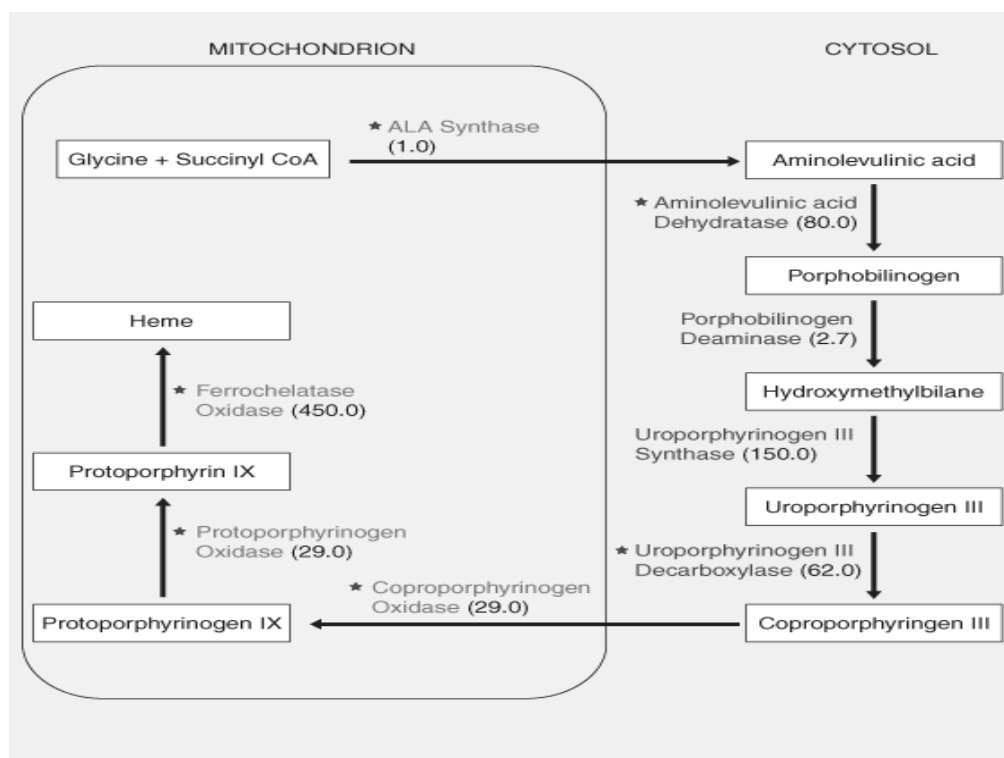 MITOCHONDRION
CYTOSOL
★ ALA Synthase
(1.0)
Glycine + Succinyl CoA
Aminolevulinic acid
★ Aminolevulinic acid
Dehydratase (80.0)
Porphobilinogen
Porphobilinogen
Deaminase (2.7)
Heme
Hydroxymethylbilane
★ Ferrochelatase
Oxidase (450.0)
Uroporphyrinogen III
Synthase (150.0)
Protoporphyrin IX
Uroporphyrinogen III
★ Protoporphyrinogen
Oxidase (29.0)
★ Uroporphyrinogen III
Decarboxylase (62.0)
★ Coproporphyrinogen
Oxidase (29.0)
Protoporphyrinogen IX
Coproporphyringen III